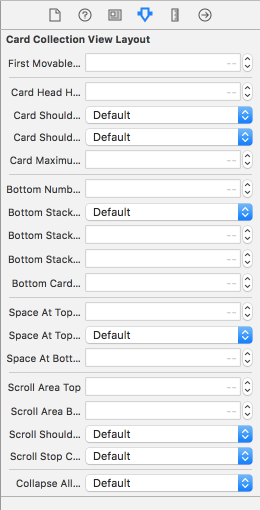 Card Collection View Layout
First Movable... --
Card Head H... --
Card Should... Default
Card Should... Default
Card Maximu... --
Bottom Numb... --
Bottom Stack... Default
Bottom Stack... --
Bottom Stack... --
Bottom Card... --
Space At Top... --
Space At Top... Default
Space At Bott... --
Scroll Area Top --
Scroll Area B... --
Scroll Should... Default
Scroll Stop C... Default
Collapse All... Default